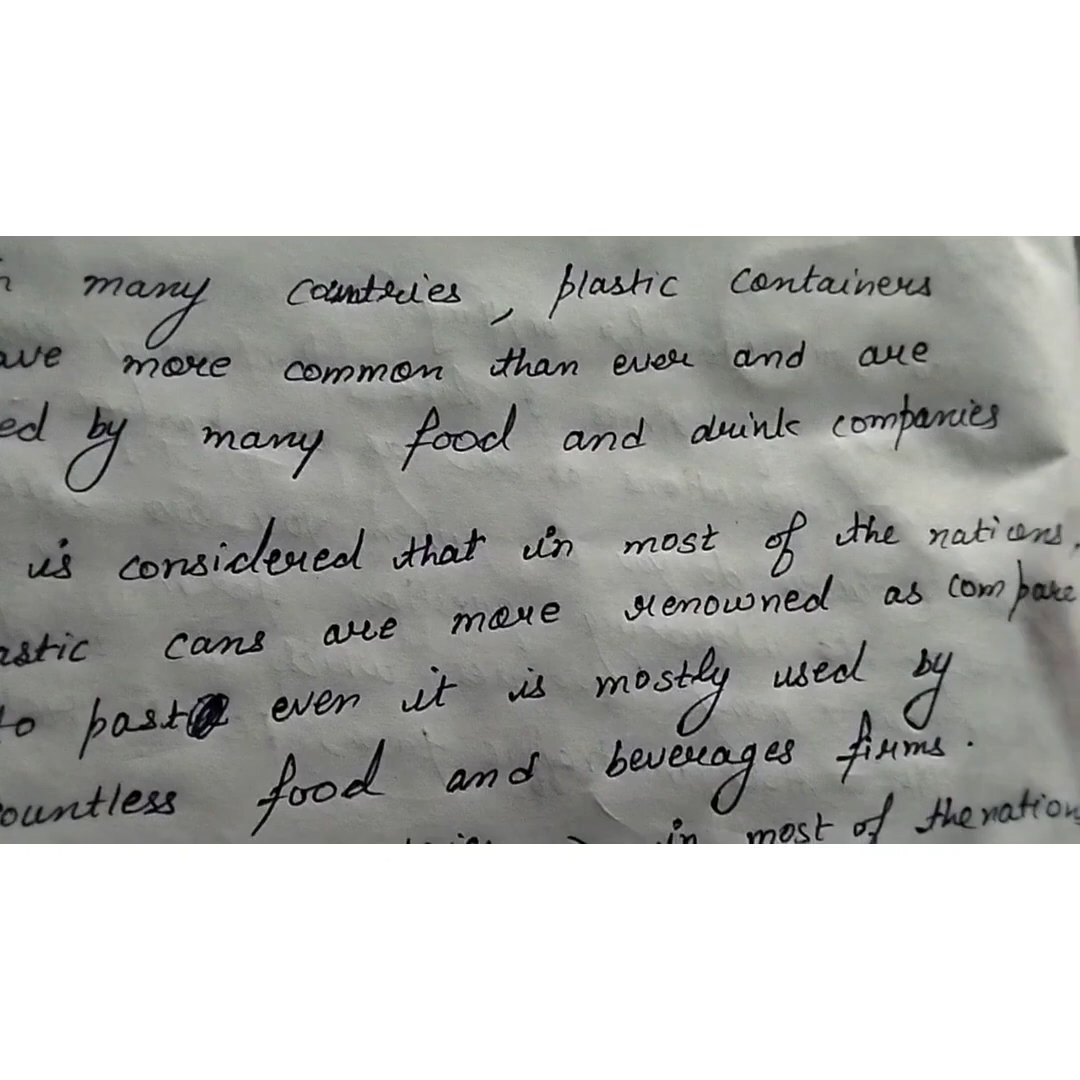 many countries, plastic containers
more common than ever and are
by many food and drink companies
is considered that in most of the nations,
cans are more renowned as compare
to past even it is mostly used by
countless food and beverages firms.
in most of the nation